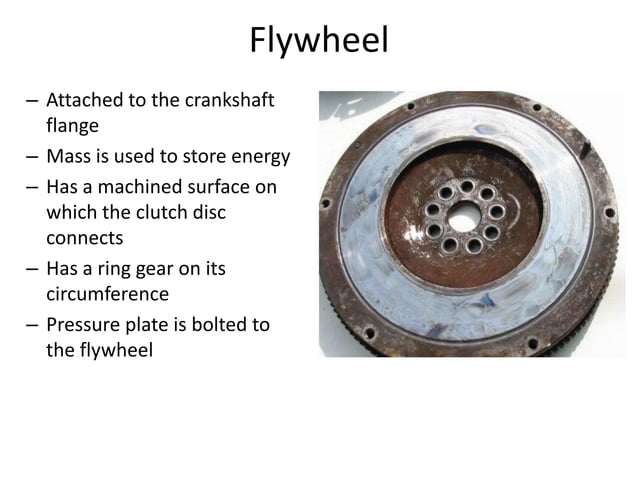 Flywheel
– Attached to the crankshaft
flange
– Mass is used to store energy
– Has a machined surface on
which the clutch disc
connects
– Has a ring gear on its
circumference
– Pressure plate is bolted to
the flywheel